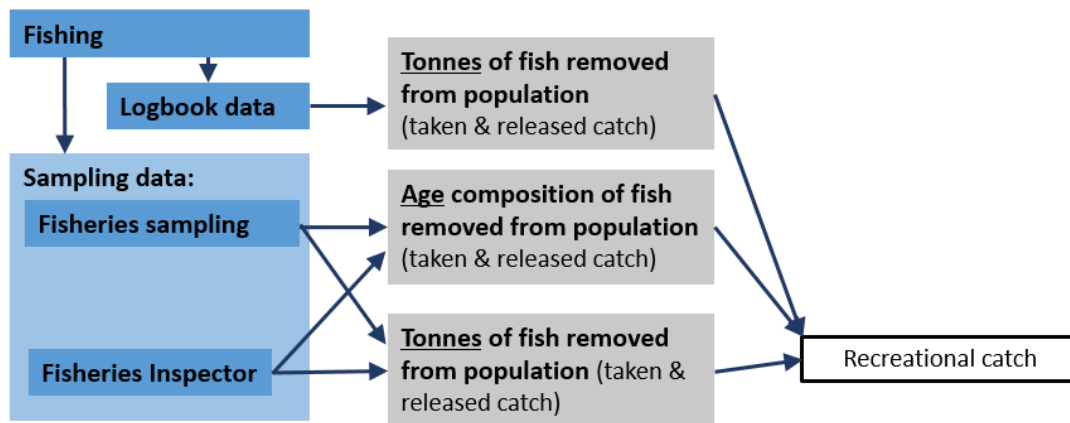 Fishing
Logbook data
Sampling data:
Fisheries sampling
Fisheries Inspector
Tonnes of fish removed
from population
(taken & released catch)
Age composition of fish
removed from population
(taken & released catch)
Tonnes of fish removed
from population (taken &
released catch)
Recreational catch